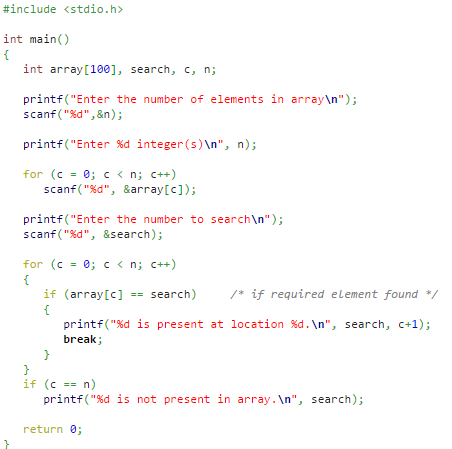 #include <stdio.h>
int main()
{
int array[100], search, c, n;
printf("Enter the number of elements in array\n");
scanf("%d",&n);
printf("Enter %d integer(s)\n", n);
for (c = 0; c < n; c++)
scanf("%d", &array[c]);
printf("Enter the number to search\n");
scanf("%d", &search);
for (c = 0; c < n; c++)
{
if (array[c] == search) /* if required element found */
{
printf("%d is present at location %d.\n", search, c+1);
break;
}
}
if (c == n)
printf("%d is not present in array.\n", search);
return 0;
}